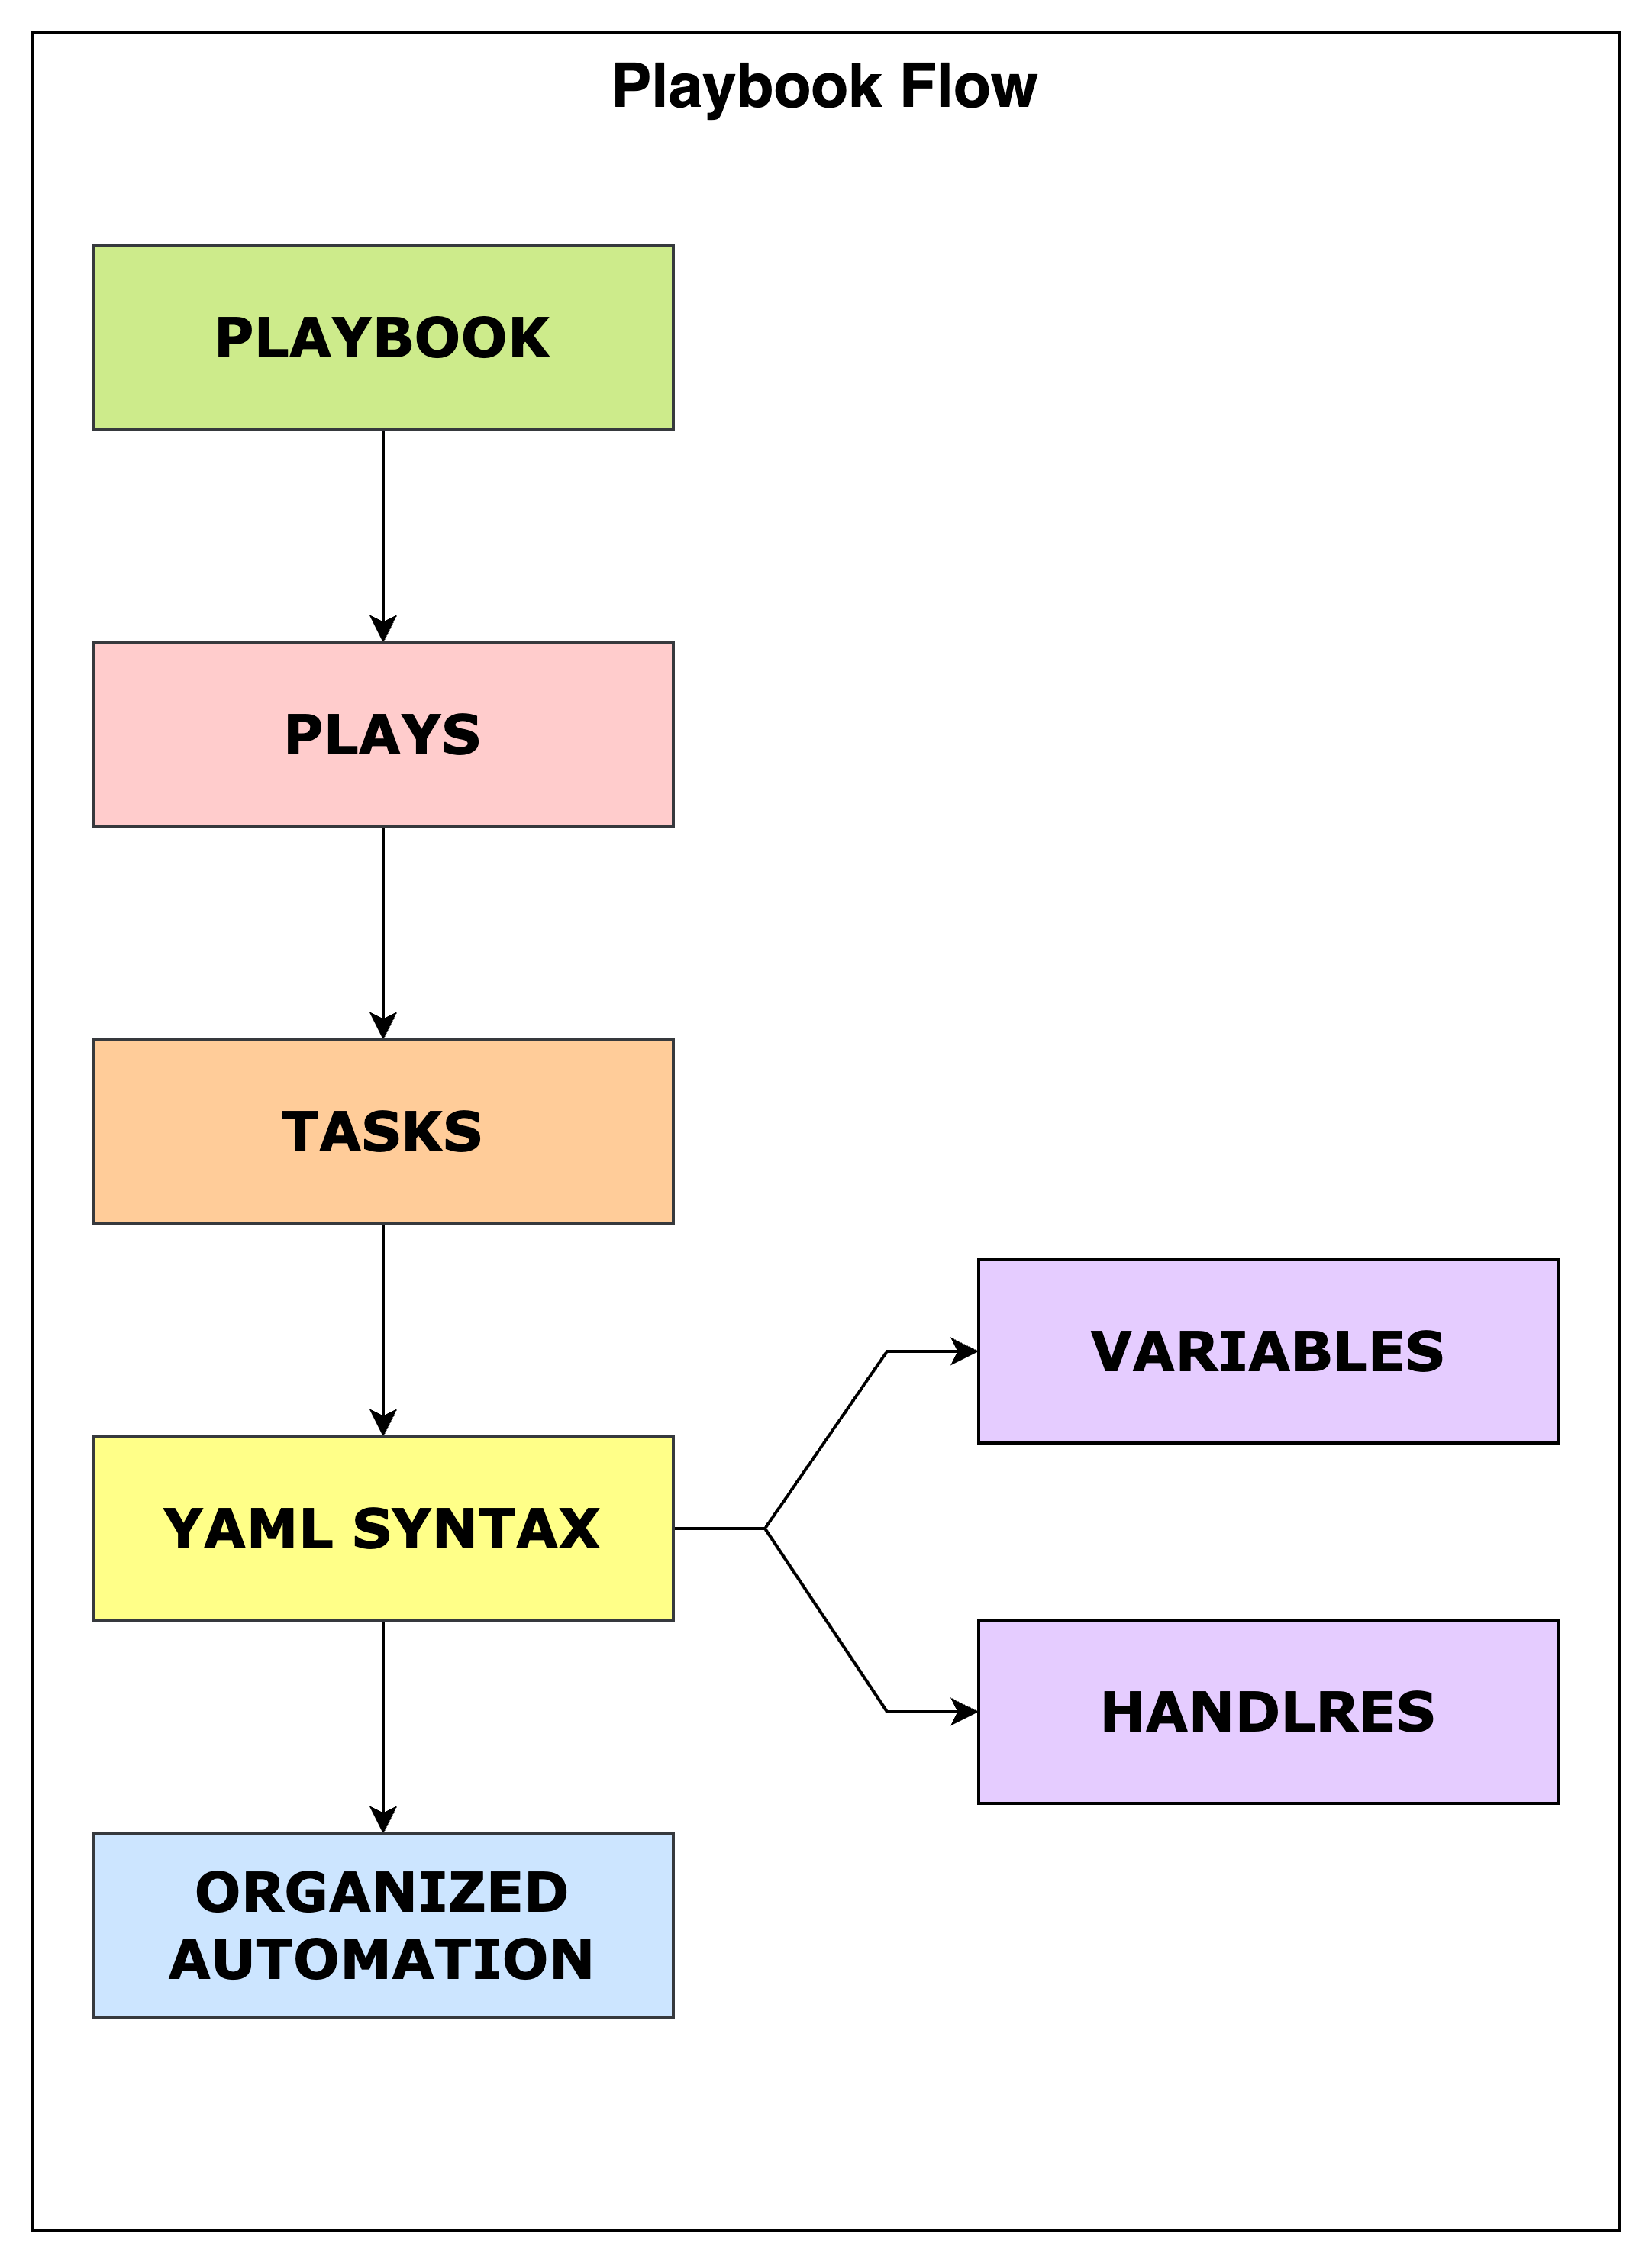 Playbook Flow
PLAYBOOK
PLAYS
TASKS
VARIABLES
YAML SYNTAX
HANDLRES
ORGANIZED
AUTOMATION